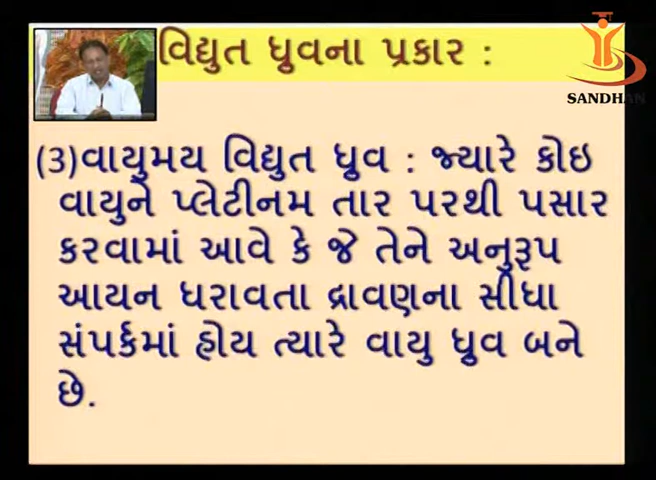 વિદ્યુત ધ્રુવના પ્રકાર :
SANDHAN
(3)વાયુમય વિદ્યુત ધ્રુવ : જ્યારે કોઇ
વાયુને પ્લેટીનમ તાર પરથી પસાર
કરવામાં આવે કે જે તેને અનુરૂપ
આયન ધરાવતા દ્રાવણના સીધા
સંપર્કમાં હોય ત્યારે વાયુ ધ્રુવ બને
છે.